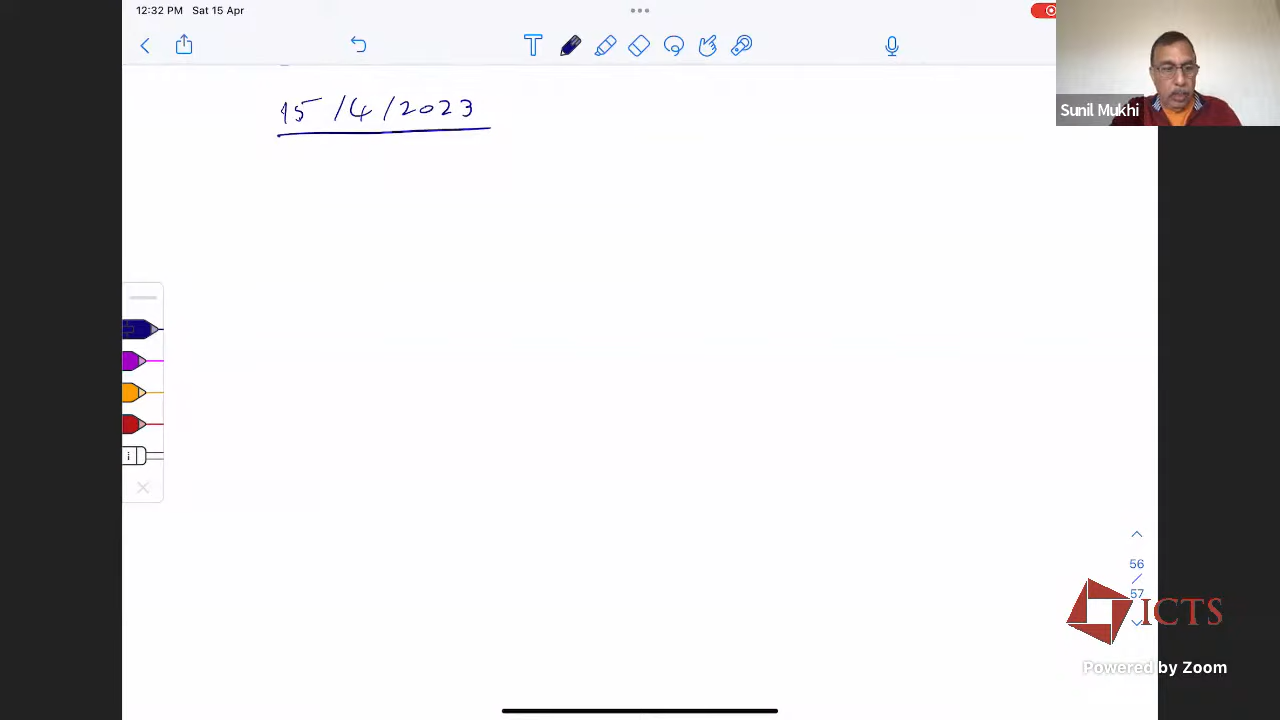 12:32 PM Sat 15 Apr
T
Sunil Mukhi
15/4/2023
i
56
/
57
ICTS
Powered by Zoom